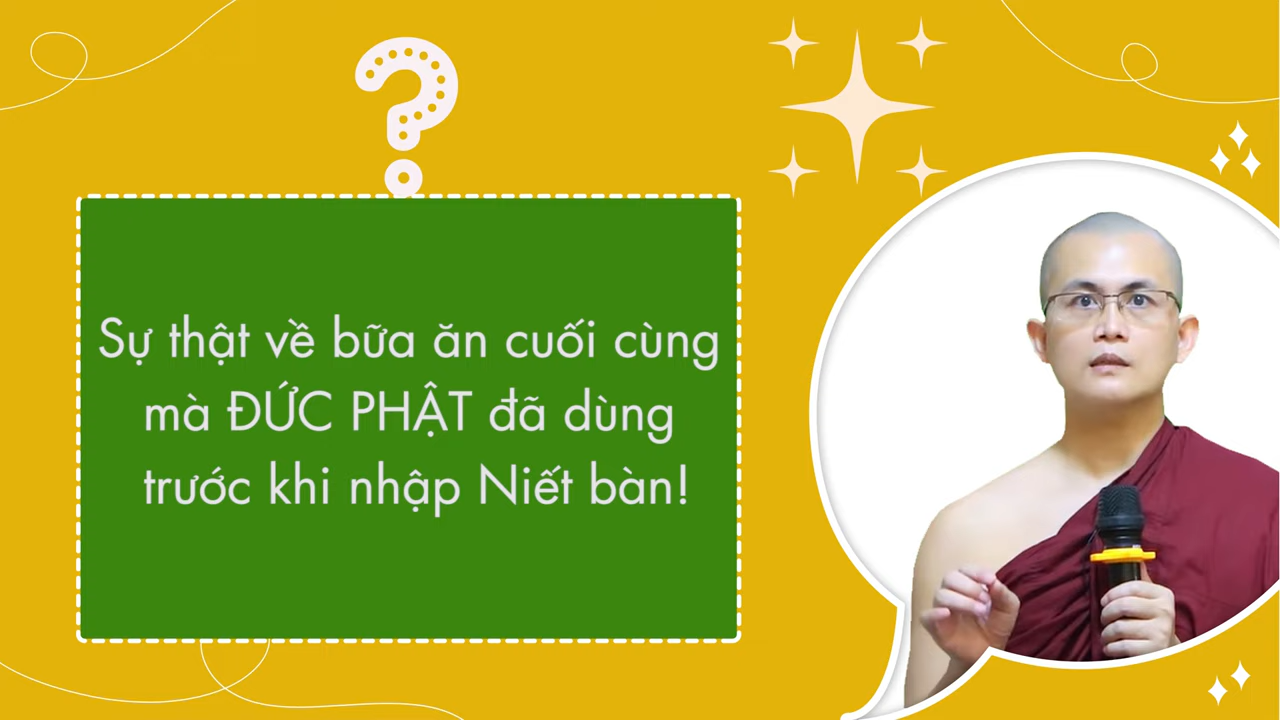 Sự thật về bữa ăn cuối cùng
mà ĐỨC PHẬT đã dùng
trước khi nhập Niết bàn!